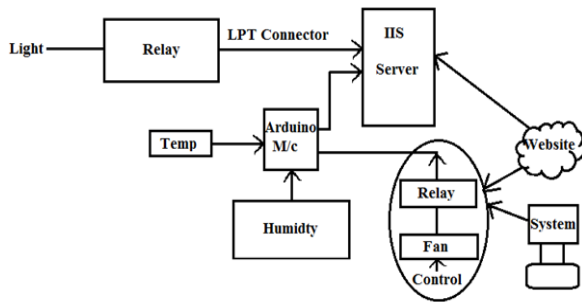 Light
Relay
LPT Connector
IIS
Server
Temp
Arduino
M/c
Humidty
Website
Relay
Fan
Control
System